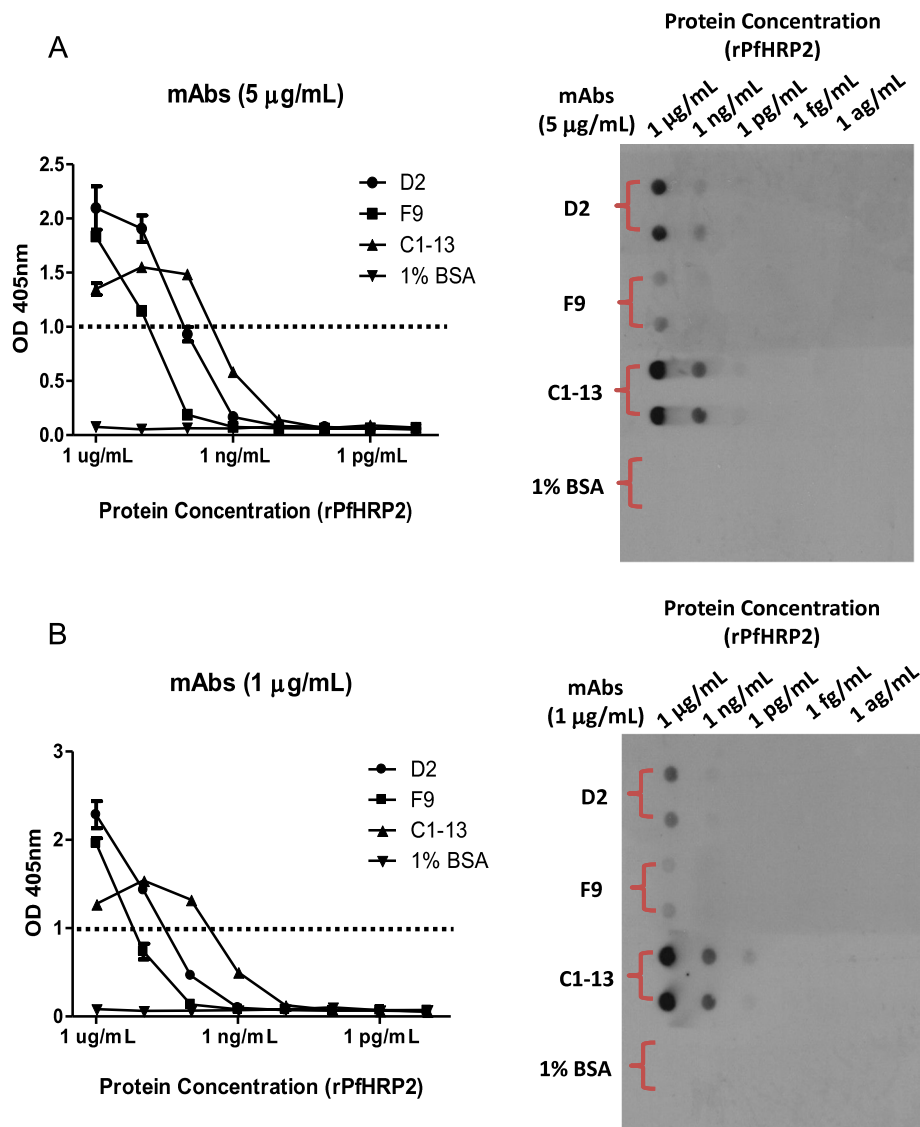 A
mAbs (5 μg/mL)
OD 405nm
2.5
2.0
1.5
1.0
0.5
0.0
D2
F9
C1-13
1% BSA
1 ug/mL
1 ng/mL
1 pg/mL
Protein Concentration (rPfHRP2)
Protein Concentration
(rPfHRP2)
mAbs
(5 μg/mL)
1 μg/mL
1 ng/mL
1 pg/mL
1 fg/mL
1 ag/mL
D2
F9
C1-13
1% BSA
B
mAbs (1 μg/mL)
OD 405nm
3
2
1
0
D2
F9
C1-13
1% BSA
1 ug/mL
1 ng/mL
1 pg/mL
Protein Concentration (rPfHRP2)
Protein Concentration
(rPfHRP2)
mAbs
(1 μg/mL)
1 μg/mL
1 ng/mL
1 pg/mL
1 fg/mL
1 ag/mL
D2
F9
C1-13
1% BSA